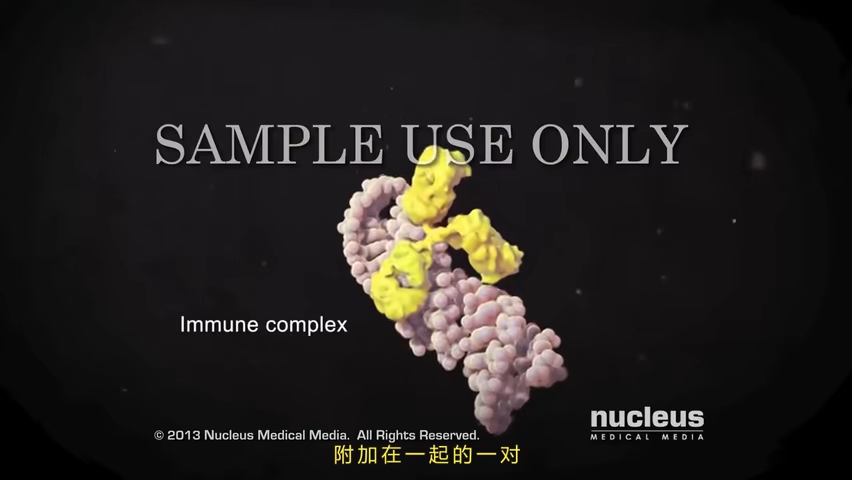 SAMPLE USE ONLY
Immune complex
nucleus
MEDICAL MEDIA
© 2013 Nucleus Medical Media. All Rights Reserved.
附加在一起的一对